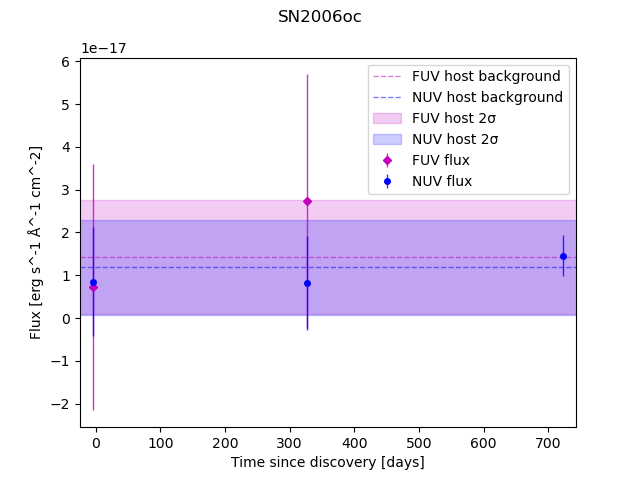 SN2006oc
1e−17
6
5
4
3
2
1
0
−1
−2
Flux [erg s^-1 Å^-1 cm^-2]
FUV host background
NUV host background
FUV host 2σ
NUV host 2σ
FUV flux
NUV flux
0 100 200 300 400 500 600 700
Time since discovery [days]